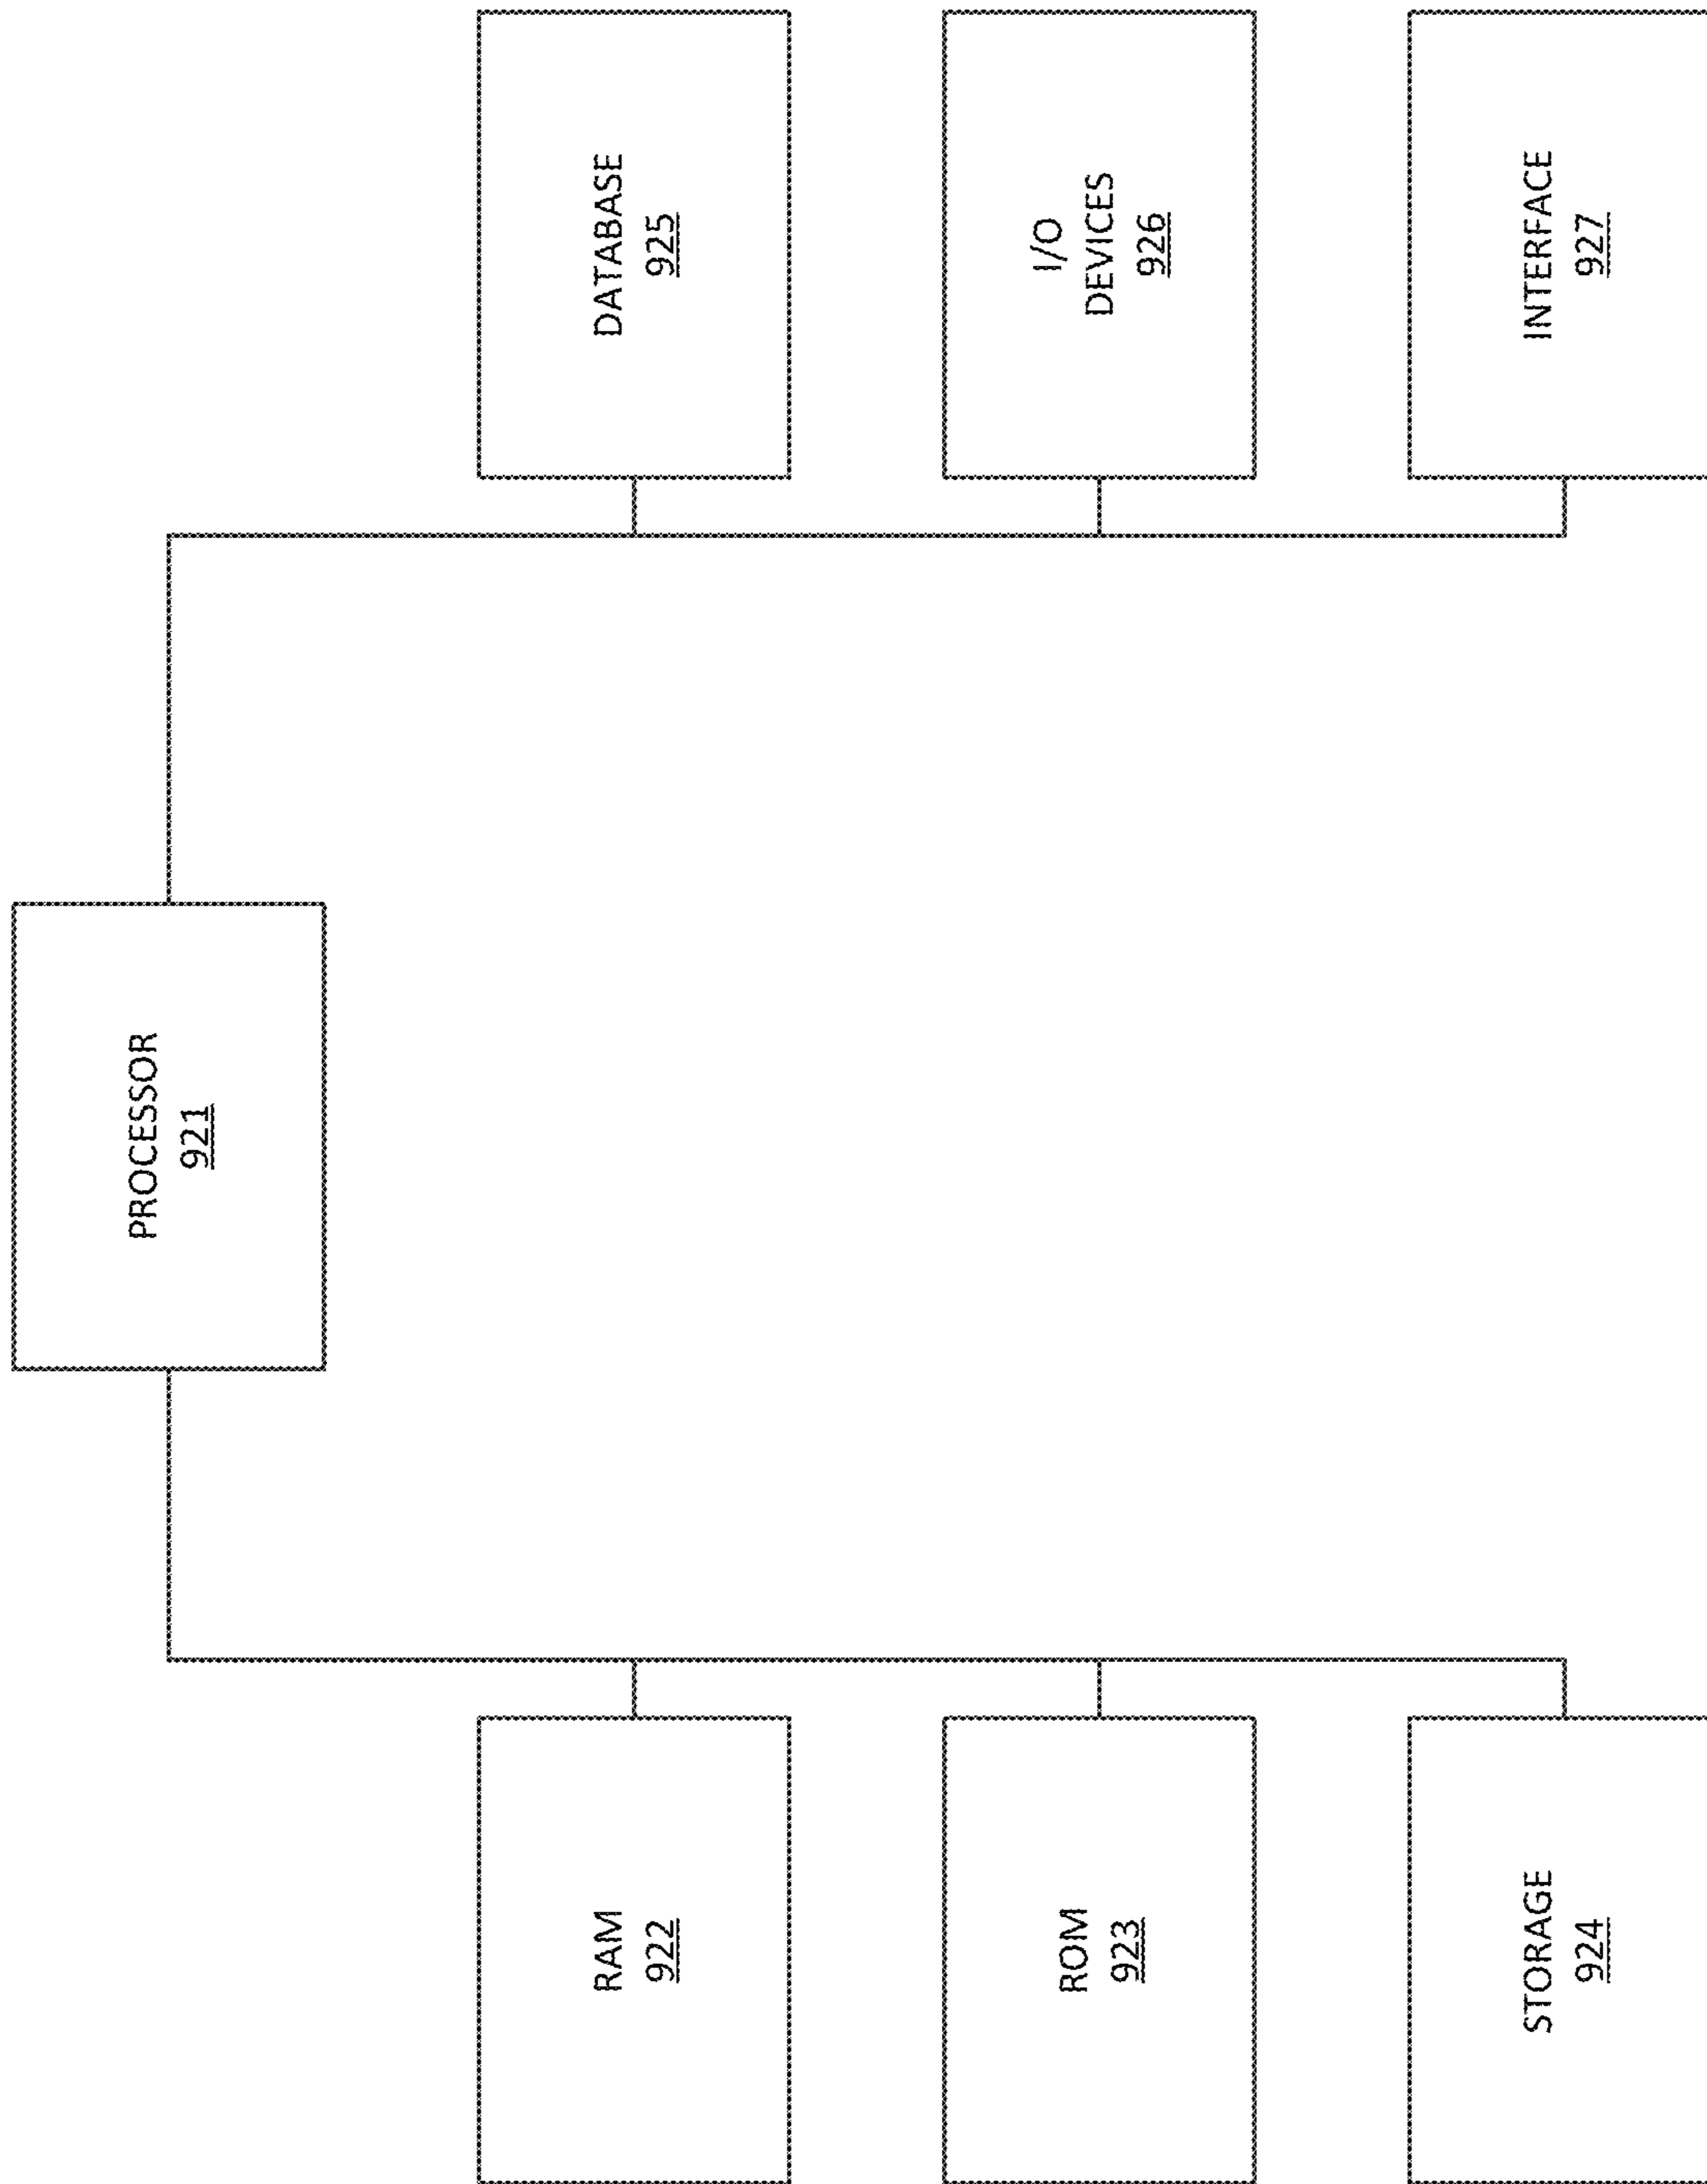 PROCESSOR
921
RAM
922
ROM
923
STORAGE
924
DATABASE
925
I/O
DEVICES
926
INTERFACE
927